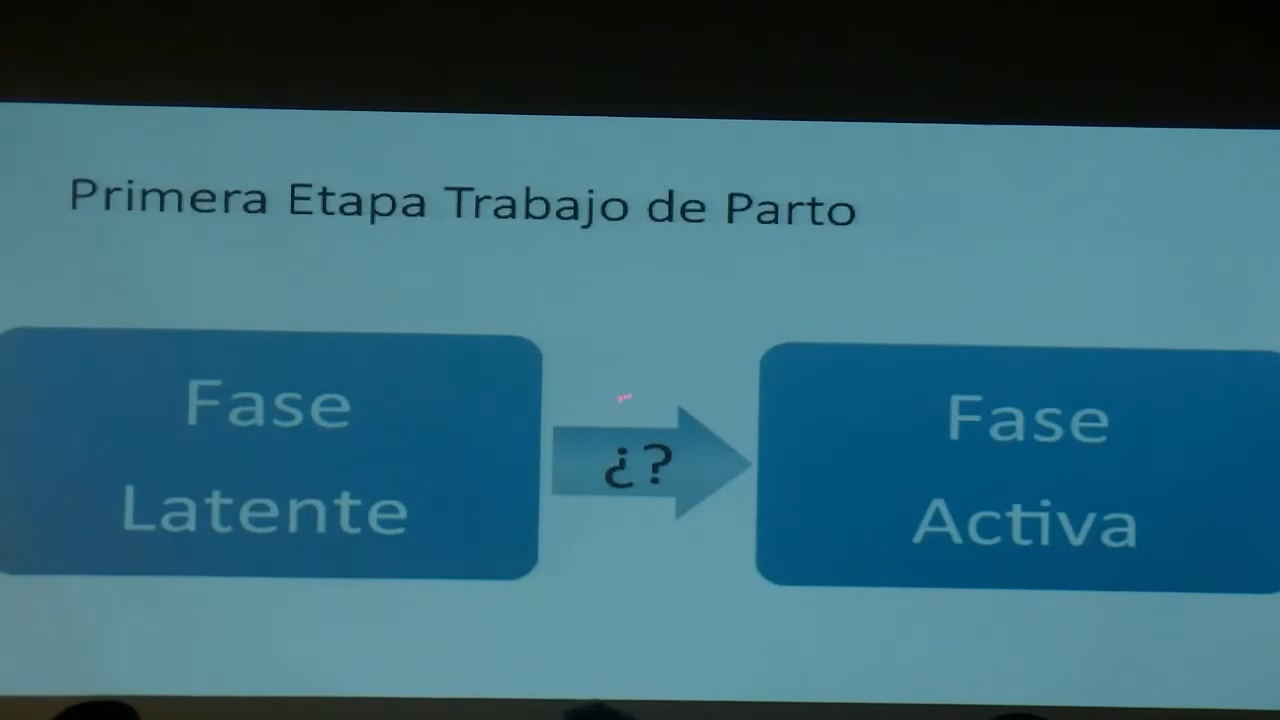 Primera Etapa Trabajo de Parto
Fase
Latente
¿?
Fase
Activa